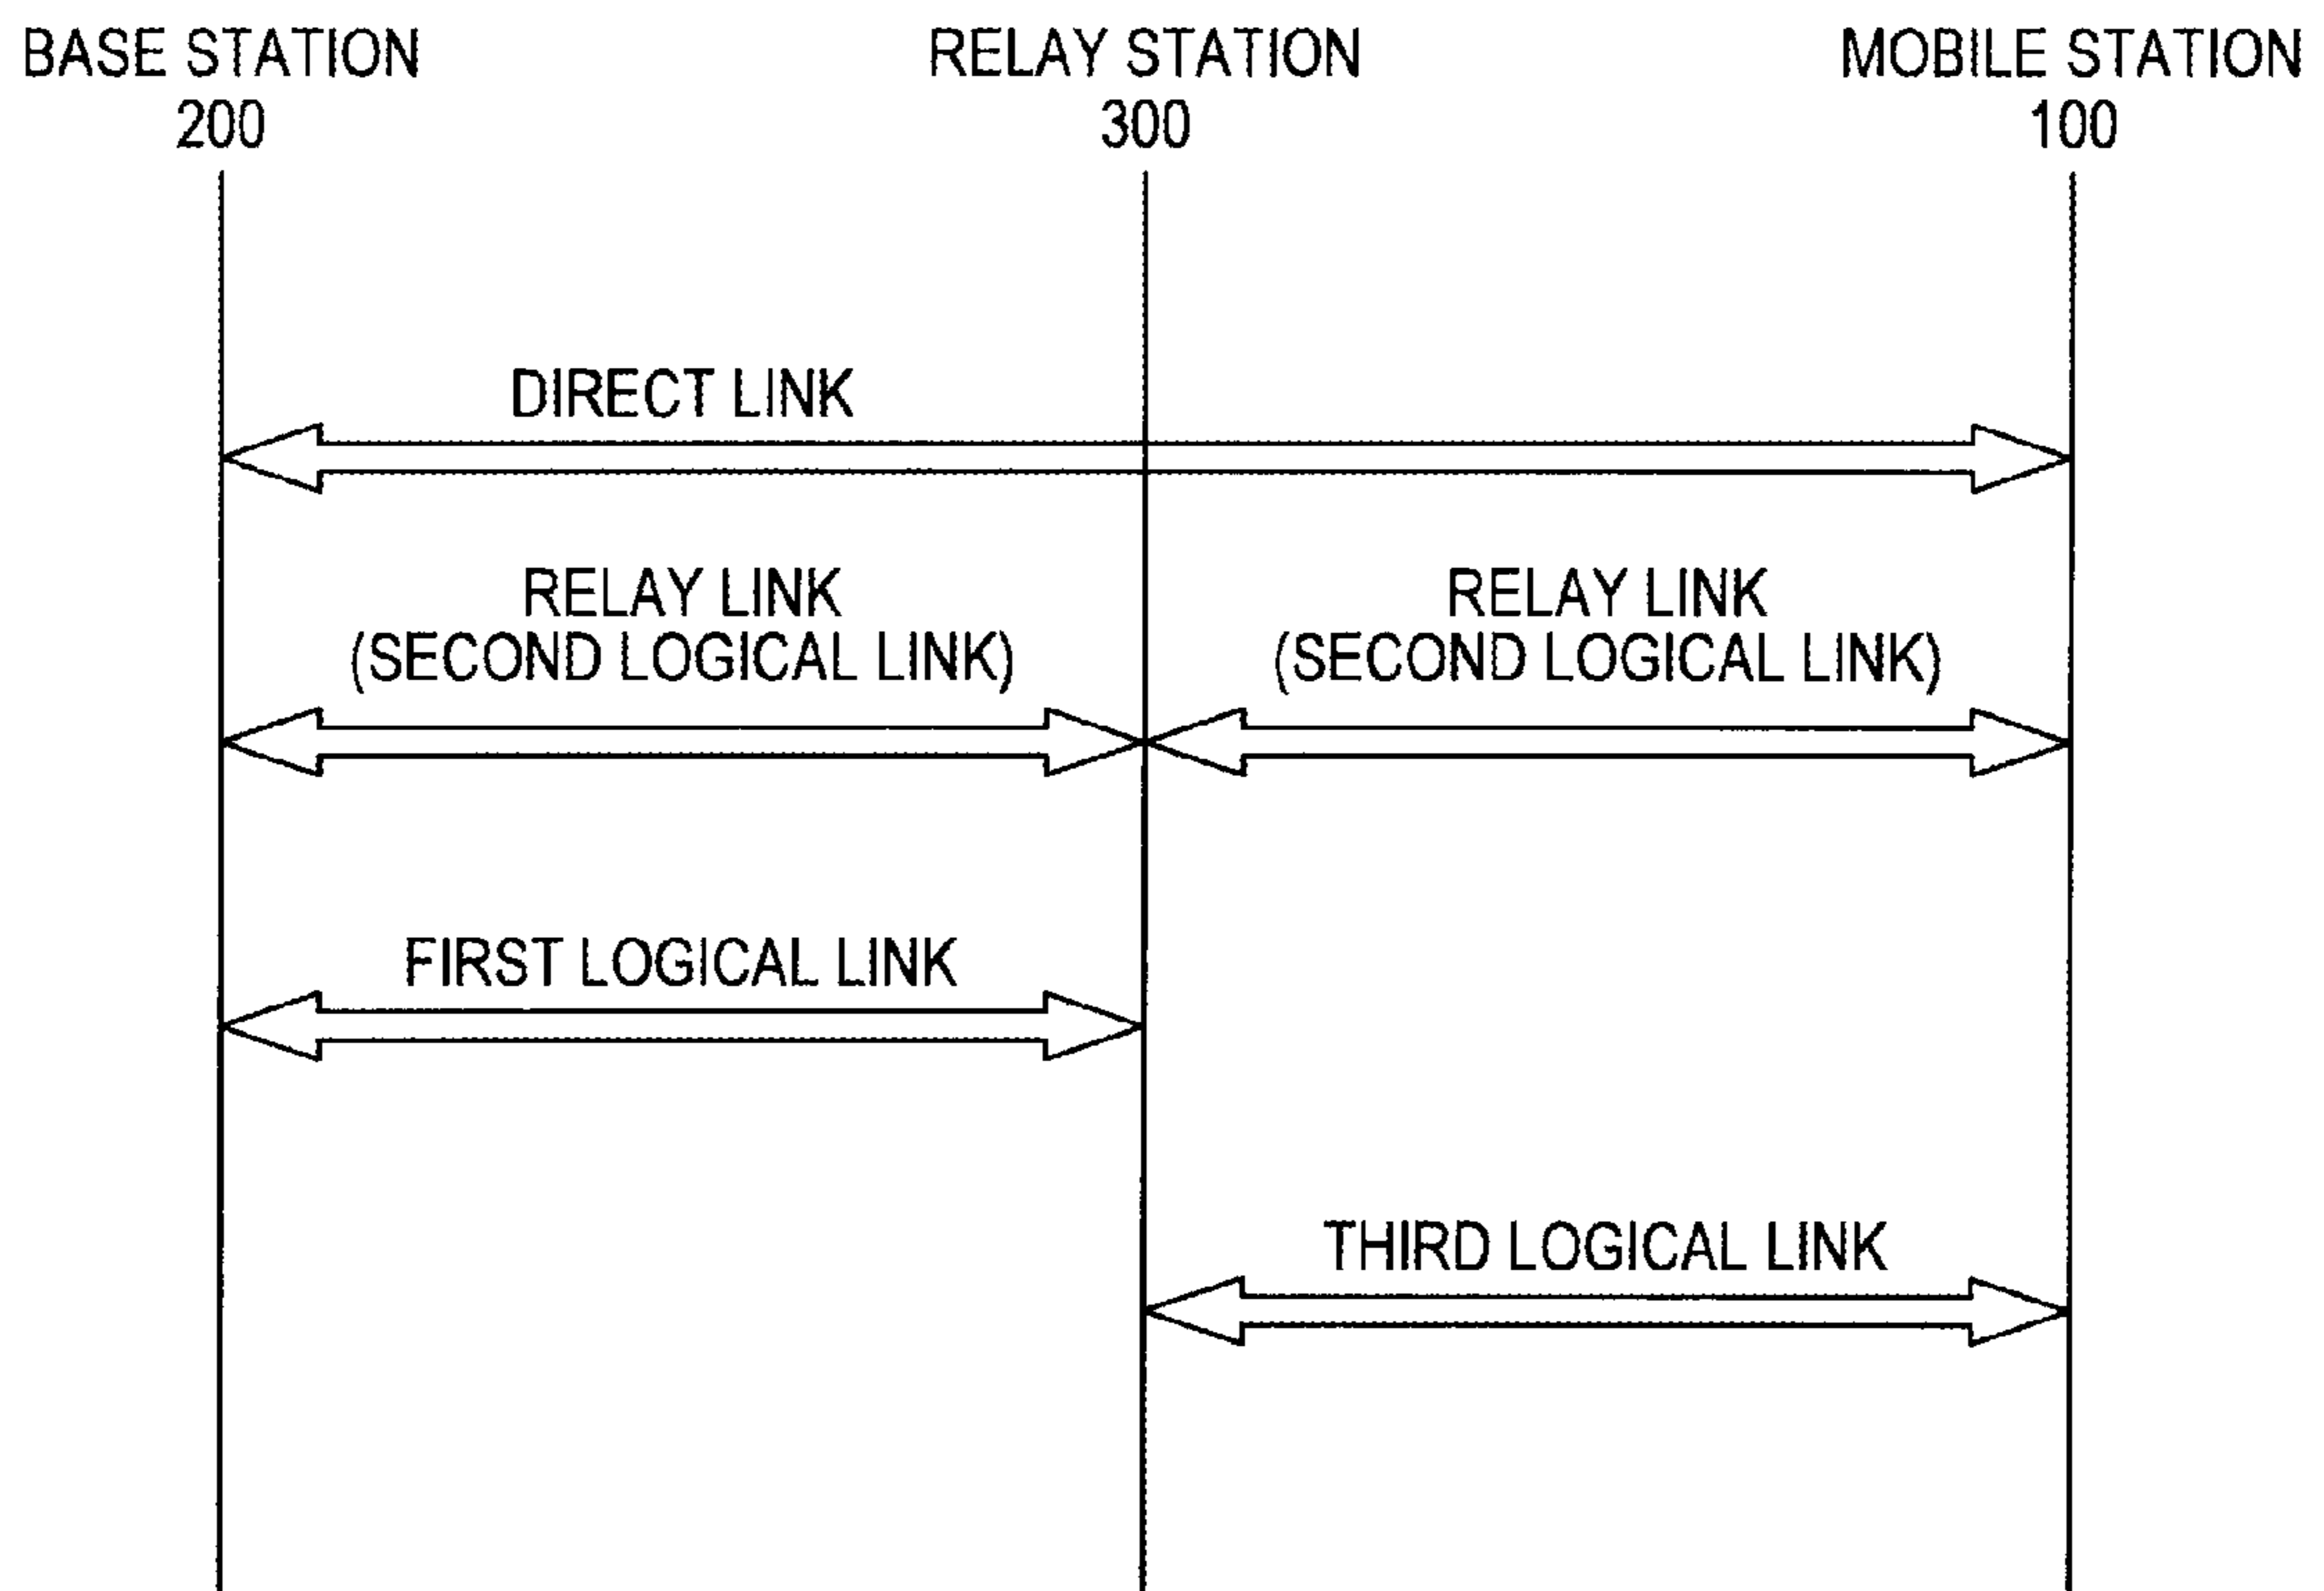 BASE STATION
200
RELAY STATION
300
MOBILE STATION
100
DIRECT LINK
RELAY LINK
(SECOND LOGICAL LINK)
RELAY LINK
(SECOND LOGICAL LINK)
FIRST LOGICAL LINK
THIRD LOGICAL LINK